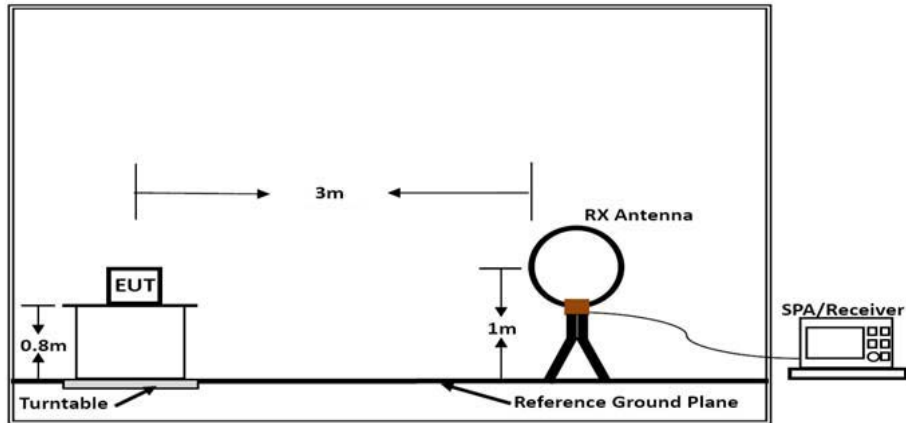 3m
RX Antenna
EUT
SPA/Receiver
1m
0.8m
Turntable
Reference Ground Plane